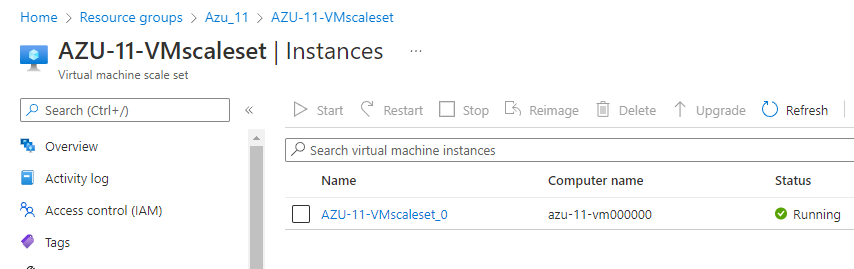 Home > Resource groups > Azu_11 > AZU-11-VMscaleset
AZU-11-VMscaleset | Instances ...
Virtual machine scale set
Search (Ctrl+/) «
Start Restart Stop Reimage Delete Upgrade Refresh
Overview
Activity log
Access control (IAM)
Tags
Search virtual machine instances
Name Computer name Status
AZU-11-VMscaleset_0 azu-11-vm000000 Running